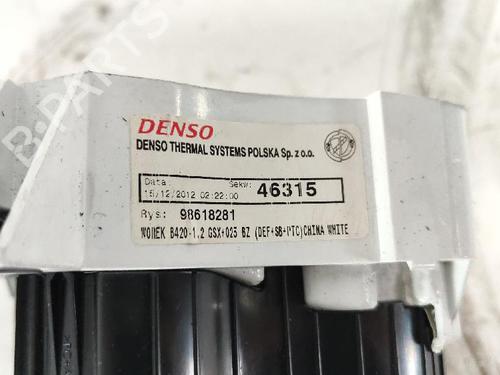 B-PARTS
DENSO
DENSO THERMAL SYSTEMS POLSKA Sp. z o.o.
Data: Sekw: 46315
15/12/2012 02:22:00
Rys: 98618281
B420-1.2 GSX+025 BZ (DEF+SB+PTC)CHINA WHITE